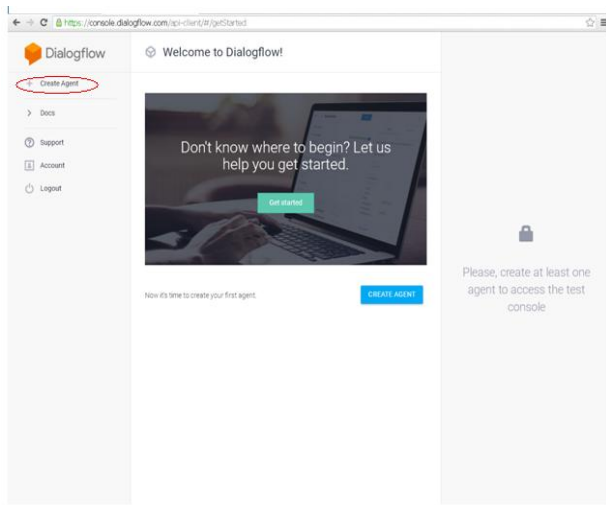 https://console.dialogflow.com/api-client/#/getStarted
Dialogflow
Welcome to Dialogflow!
+ Create Agent
> Docs
Support
Account
Logout
Don't know where to begin? Let us
help you get started.
Get started
Now it's time to create your first agent.
CREATE AGENT
Please, create at least one
agent to access the test
console